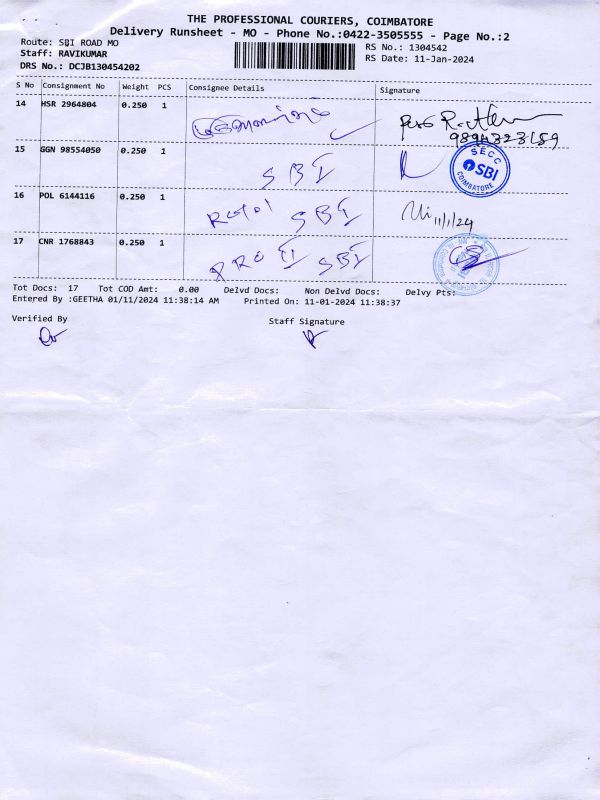 THE PROFESSIONAL COURIERS, COIMBATORE
Delivery Runsheet - MO - Phone No.:0422-3505555 - Page No.:2
Route: SBI ROAD MO
RS No.: 1304542
Staff: RAVIKUMAR
RS Date: 11-Jan-2024
DRS No.: DCJB130454202
S No Consignment No Weight PCS Consignee Details Signature
14 HSR 2964804 0.250 1
15 GGN 98554050 0.250 1 SBI
SECC
SBI
COIMBATORE
16 POL 6144116 0.250 1 SBI 11/1/24
17 CNR 1768843 0.250 1 PRO II SBI
Tot Docs: 17 Tot COD Amt: 0.00 Delvd Docs: Non Delvd Docs: Delvy Pts:
Entered By :GEETHA 01/11/2024 11:38:14 AM Printed On: 11-01-2024 11:38:37
Verified By Staff Signature